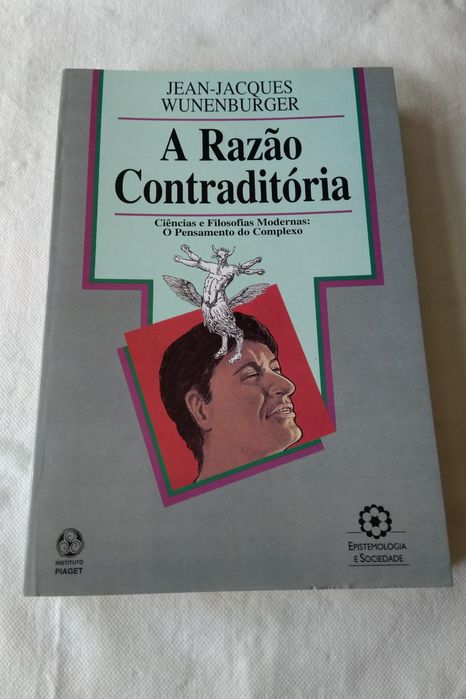 JEAN-JACQUES
WUNENBURGER
A Razão
Contraditória
Ciências e Filosofias Modernas:
O Pensamento do Complexo
INSTITUTO
PIAGET
EPISTEMOLOGIA
E SOCIEDADE